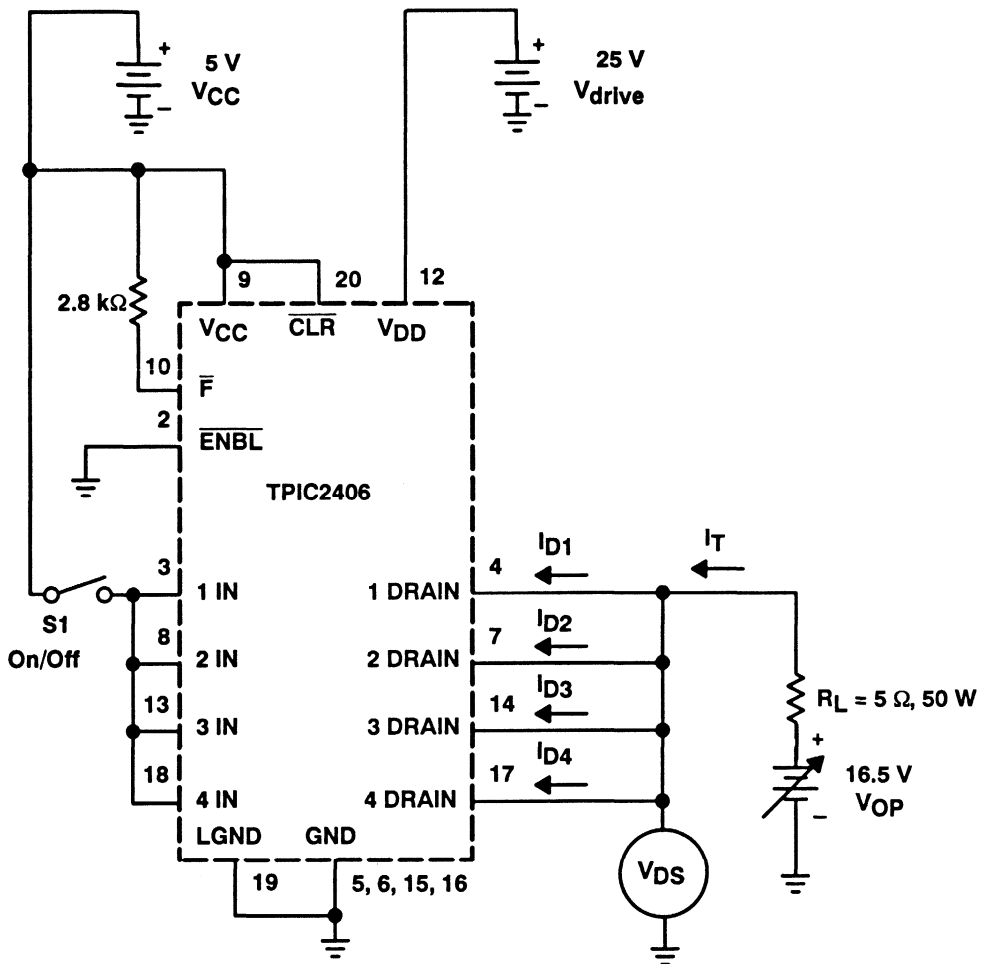 +
5 V
VCC
−
+
25 V
Vdrive
−
9
20
12
2.8 kΩ
VCC
CLR
VDD
10
F
2
ENBL
TPIC2406
3
1 IN
S1
On/Off
8
2 IN
13
3 IN
18
4 IN
LGND
GND
19
5, 6, 15, 16
4
ID1
IT
1 DRAIN
7
ID2
2 DRAIN
14
ID3
3 DRAIN
17
ID4
4 DRAIN
RL = 5 Ω, 50 W
+
16.5 V
VOP
−
VDS